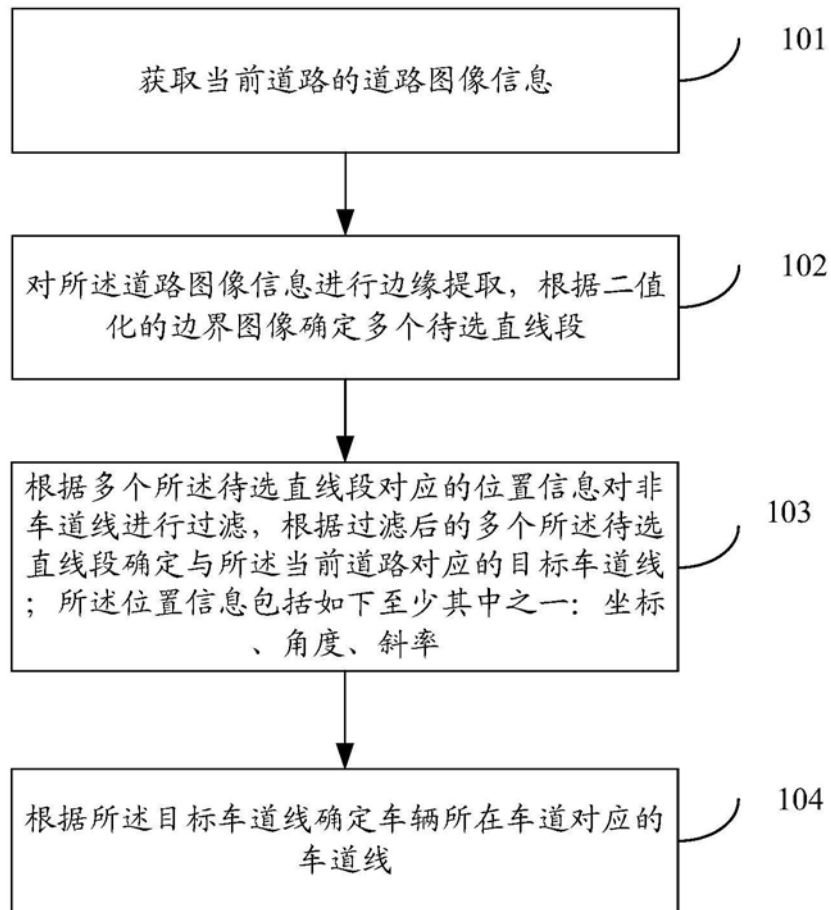 获取当前道路的道路图像信息
101
对所述道路图像信息进行边缘提取，根据二值
化的边界图像确定多个待选直线段
102
根据多个所述待选直线段对应的位置信息对非
车道线进行过滤，根据过滤后的多个所述待选
直线段确定与所述当前道路对应的目标车道线
；所述位置信息包括如下至少其中之一：坐标
、角度、斜率
103
根据所述目标车道线确定车辆所在车道对应的
车道线
104